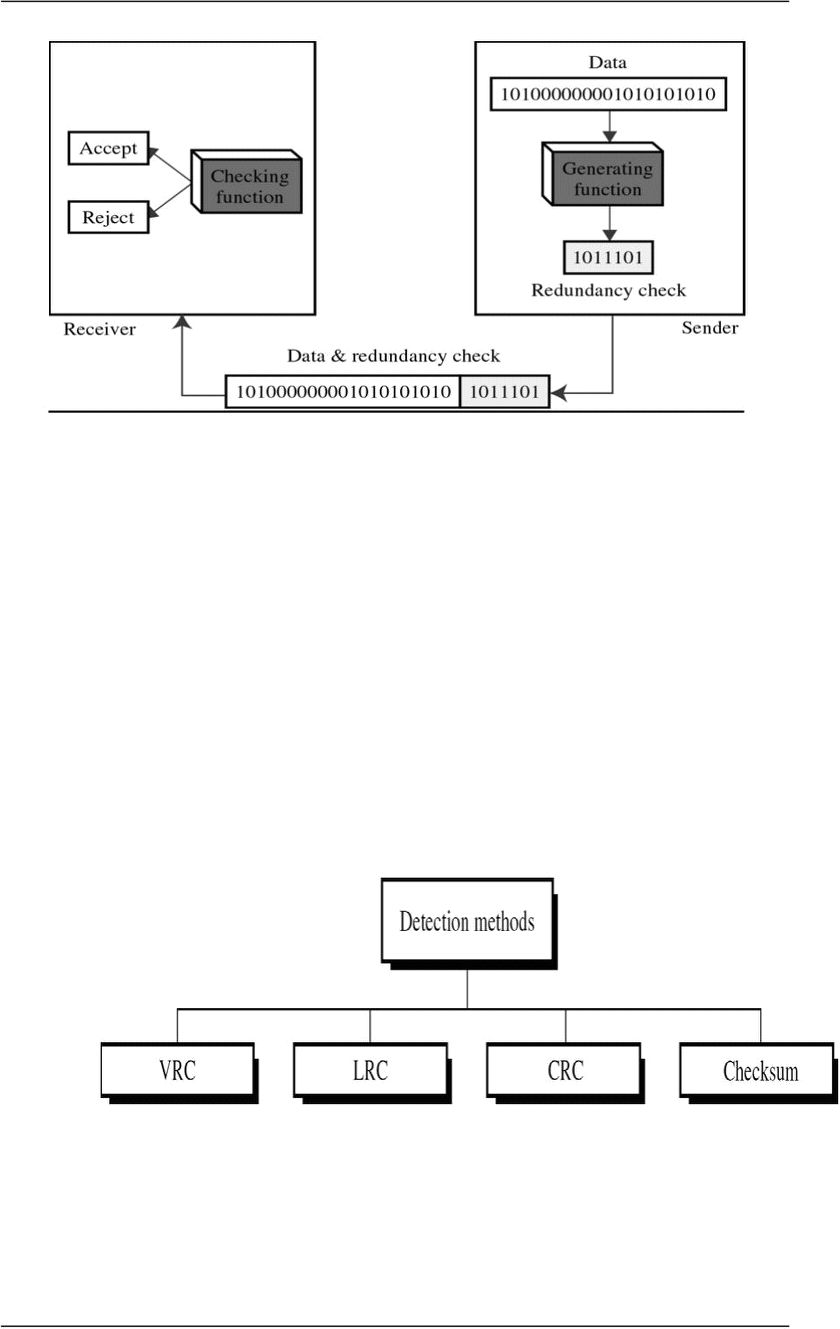 Data
10100000000101010101010
Accept
Checking
function
Reject
Generating
function
1011101
Redundancy check
Receiver
Sender
Data & redundancy check
10100000000101010101010 1011101
Detection methods
VRC
LRC
CRC
Checksum